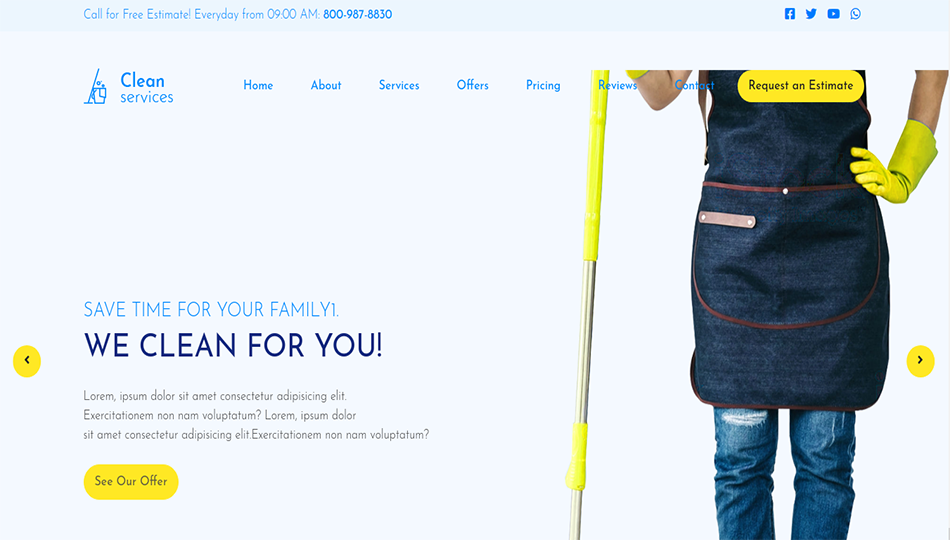 Call for Free Estimate! Everyday from 09:00 AM: 800-987-8830
Clean
services
Home About Services Offers Pricing Reviews Contact Request an Estimate
SAVE TIME FOR YOUR FAMILY1.
WE CLEAN FOR YOU!
Lorem, ipsum dolor sit amet consectetur adipisicing elit.
Exercitationem non nam voluptatum? Lorem, ipsum dolor
sit amet consectetur adipisicing elit.Exercitationem non nam voluptatum?
See Our Offer